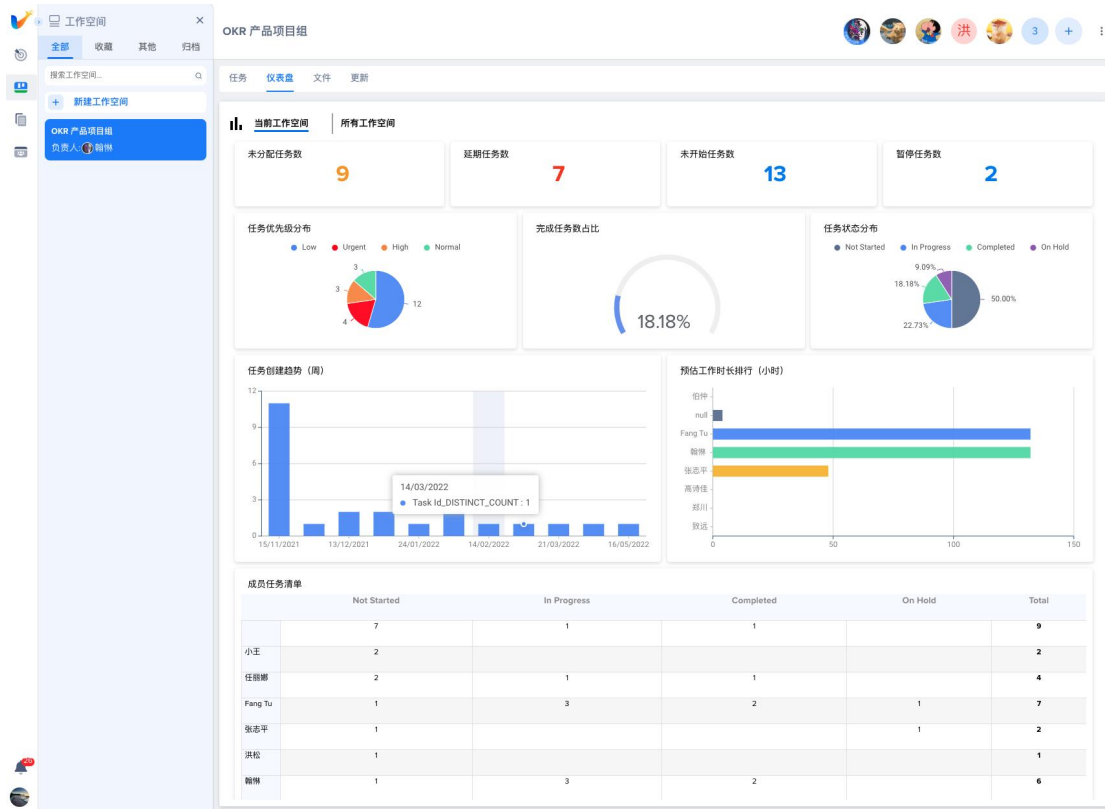 工作空间 ×
全部 收藏 其他 归档
搜索工作空间...
+ 新建工作空间
OKR 产品项目组
负责人:
26
OKR 产品项目组
洪 3 +
任务 仪表盘 文件 更新
当前工作空间 所有工作空间
未分配任务数
9
延期任务数
7
未开始任务数
13
暂停任务数
2
任务优先级分布
Low Urgent High Normal
3
3
4
12
完成任务数占比
18.18%
任务状态分布
Not Started In Progress Completed On Hold
9.09%
18.18%
22.73%
50.00%
任务创建趋势（周）
12
9
6
3
0
14/03/2022
Task Id_DISTINCT_COUNT : 1
15/11/2021 13/12/2021 24/01/2022 14/02/2022 21/03/2022 16/05/2022
预估工作时长排行（小时）
伯仲
null
Fang Tu
张志平
高诗佳
郑川
致远
0 50 100 150
成员任务清单
Not Started In Progress Completed On Hold Total
7 1 1 9
小王 2 2
任丽娜 2 1 1 4
Fang Tu 1 3 2 1 7
张志平 1 1 2
洪松 1 1
1 3 2 6